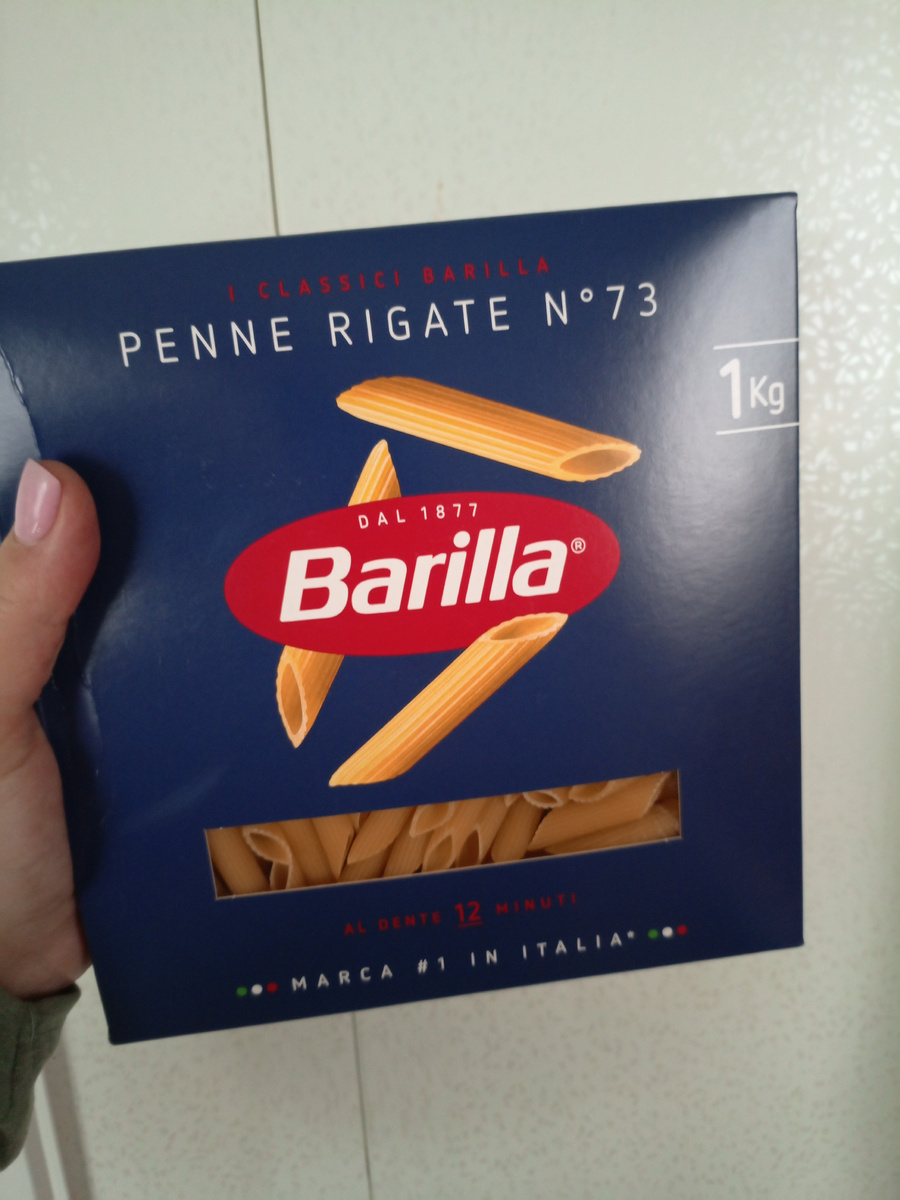 I CLASSICI BARILLA
PENNE RIGATE N°73
1Kg
DAL 1877
Barilla®
AL DENTE 12 MINUTI
MARCA #1 IN ITALIA*